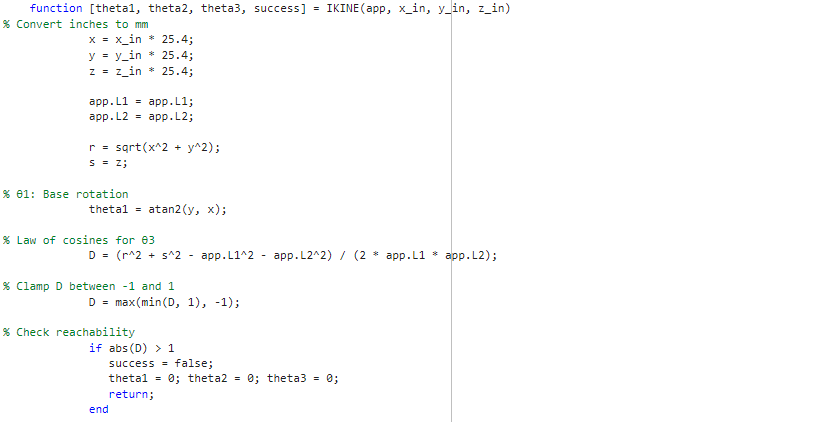 function [theta1, theta2, theta3, success] = IKINE(app, x_in, y_in, z_in)
% Convert inches to mm
x = x_in * 25.4;
y = y_in * 25.4;
z = z_in * 25.4;
app.L1 = app.L1;
app.L2 = app.L2;
r = sqrt(x^2 + y^2);
s = z;
% θ1: Base rotation
theta1 = atan2(y, x);
% Law of cosines for θ3
D = (r^2 + s^2 - app.L1^2 - app.L2^2) / (2 * app.L1 * app.L2);
% Clamp D between -1 and 1
D = max(min(D, 1), -1);
% Check reachability
if abs(D) > 1
success = false;
theta1 = 0; theta2 = 0; theta3 = 0;
return;
end